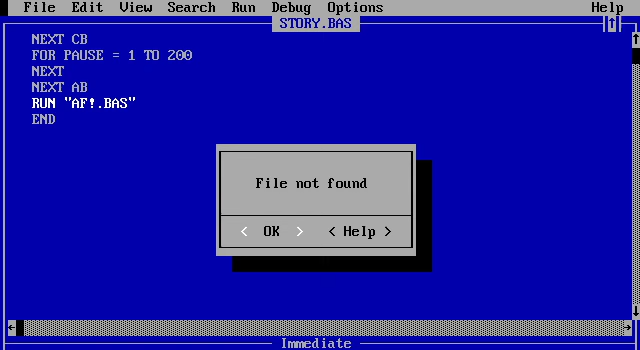 File Edit View Search Run Debug Options Help
STORY.BAS
NEXT CB
FOR PAUSE = 1 TO 200
NEXT
NEXT AB
RUN "AF!.BAS"
END
File not found
< OK > < Help >
Immediate